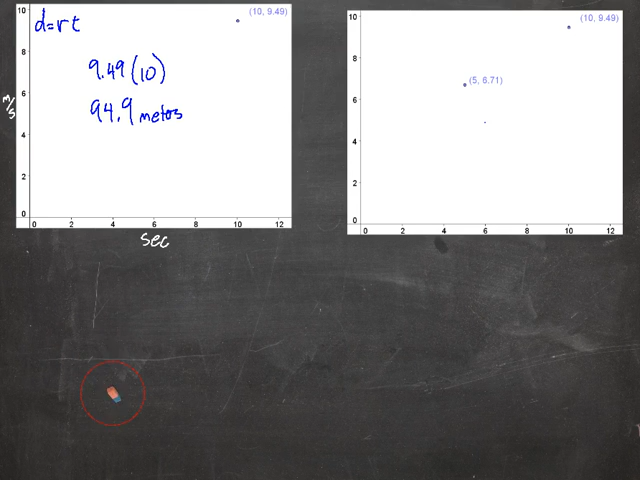 10
(10, 9.49)
d=rt
8
9.49(10)
6
94.9 metos
m/s
4
2
0
0 2 4 6 8 10 12
sec
10
(10, 9.49)
8
(5, 6.71)
6
4
2
0
0 2 4 6 8 10 12